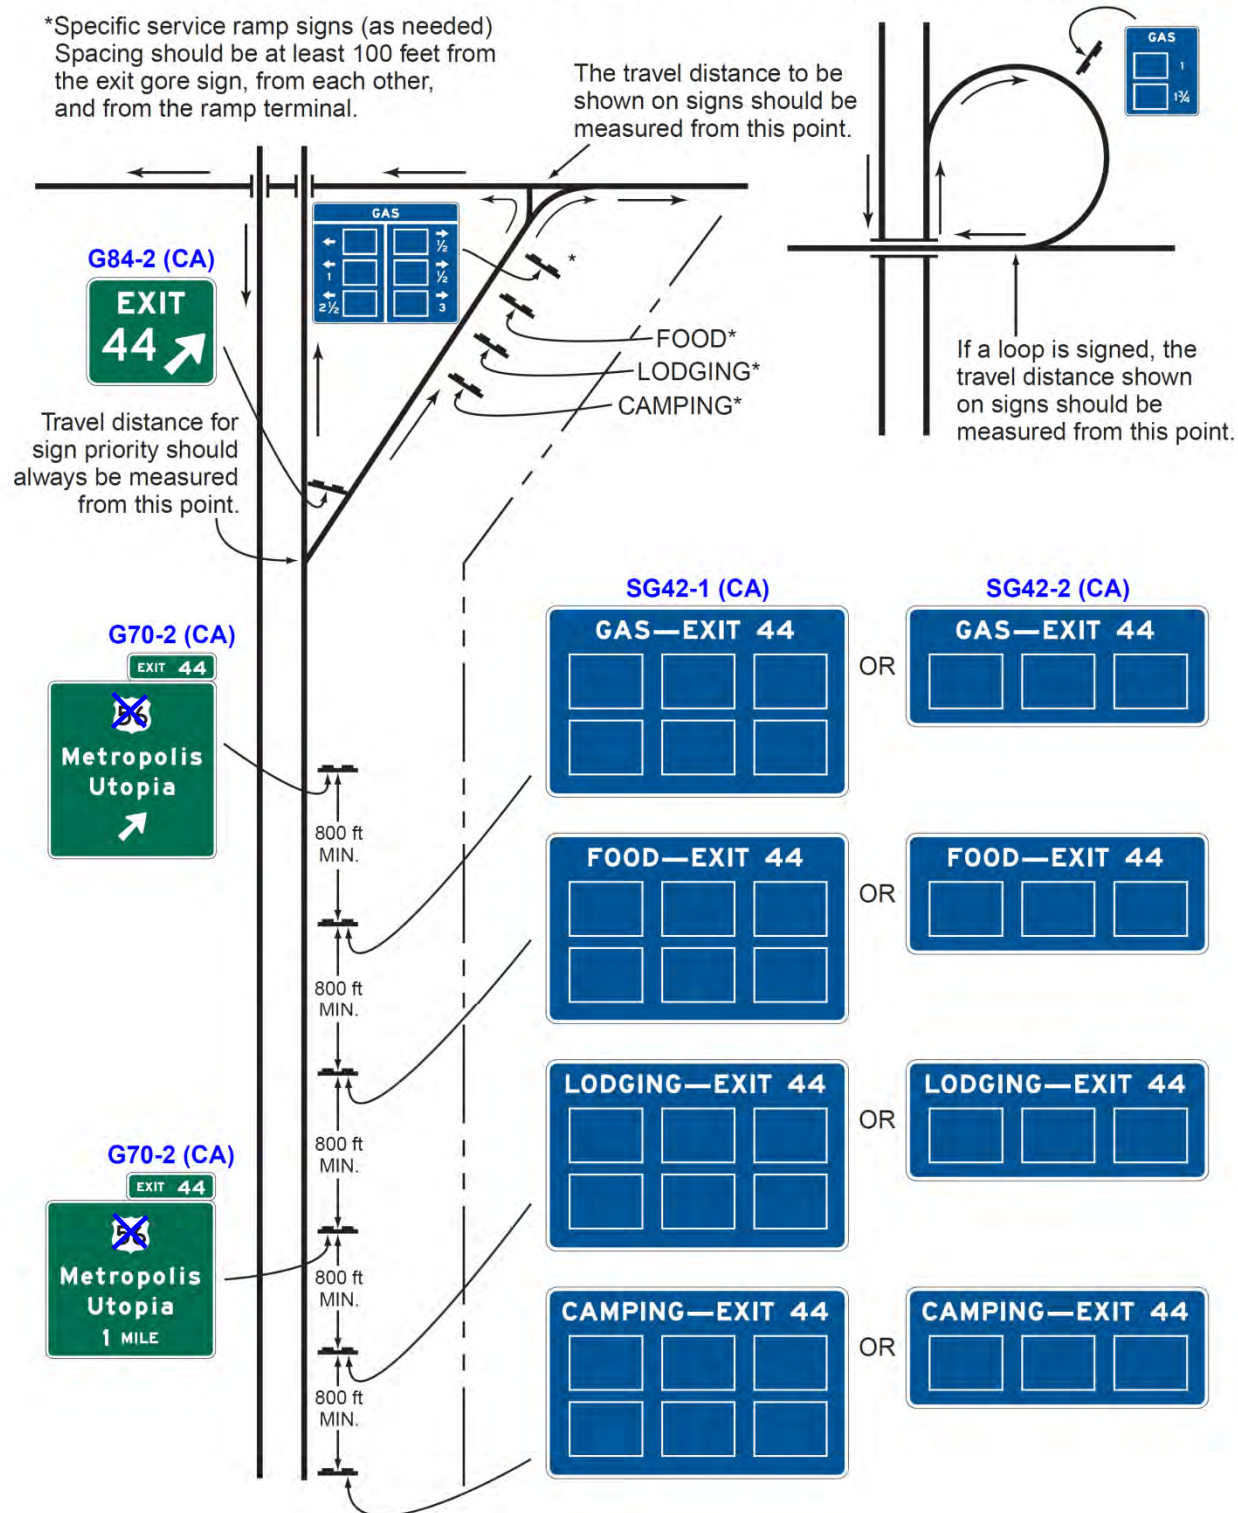 *Specific service ramp signs (as needed)
Spacing should be at least 100 feet from
the exit gore sign, from each other,
and from the ramp terminal.
The travel distance to be
shown on signs should be
measured from this point.
GAS
1
1¾
GAS
½
1
½
2½
3
*
G84-2 (CA)
EXIT
44
FOOD*
LODGING*
CAMPING*
If a loop is signed, the
travel distance shown
on signs should be
measured from this point.
Travel distance for
sign priority should
always be measured
from this point.
G70-2 (CA)
EXIT 44
56
Metropolis
Utopia
SG42-1 (CA)
SG42-2 (CA)
GAS—EXIT 44
OR
GAS—EXIT 44
800 ft
MIN.
FOOD—EXIT 44
OR
FOOD—EXIT 44
800 ft
MIN.
LODGING—EXIT 44
OR
LODGING—EXIT 44
800 ft
MIN.
G70-2 (CA)
EXIT 44
56
Metropolis
Utopia
1 MILE
800 ft
MIN.
CAMPING—EXIT 44
OR
CAMPING—EXIT 44
800 ft
MIN.